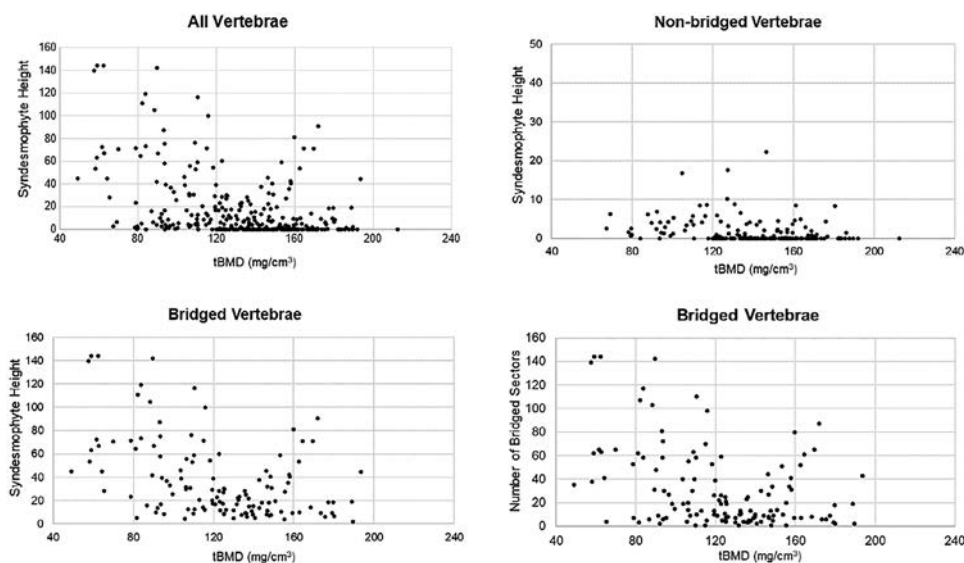 All Vertebrae
160
140
120
100
80
60
40
20
0
Syndesmophyte Height
40 80 120 160 200 240
tBMD (mg/cm³)
Non-bridged Vertebrae
50
40
30
20
10
0
Syndesmophyte Height
40 80 120 160 200 240
tBMD (mg/cm³)
Bridged Vertebrae
160
140
120
100
80
60
40
20
0
Syndesmophyte Height
40 80 120 160 200 240
tBMD (mg/cm³)
Bridged Vertebrae
160
140
120
100
80
60
40
20
0
Number of Bridged Sectors
40 80 120 160 200 240
tBMD (mg/cm³)